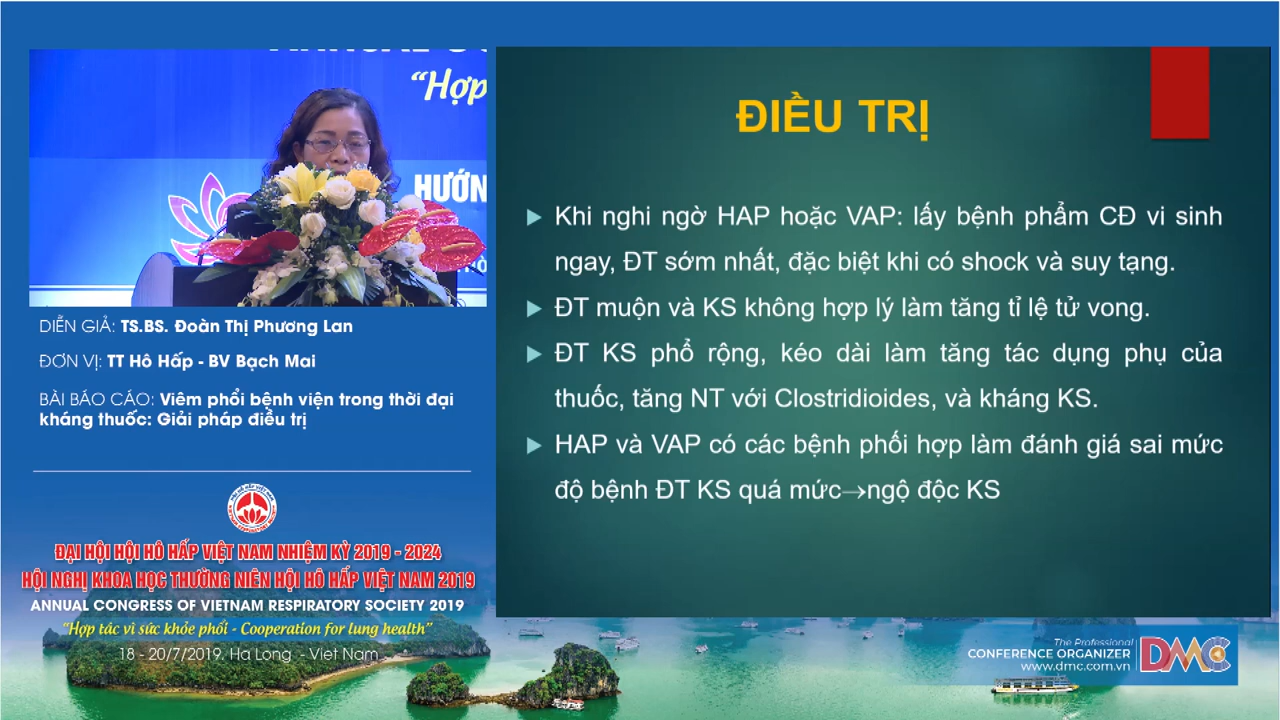 “Hợp
HƯỚN
DIỄN GIẢ: TS.BS. Đoàn Thị Phương Lan
ĐƠN VỊ: TT Hô Hấp - BV Bạch Mai
BÀI BÁO CÁO: Viêm phổi bệnh viện trong thời đại
kháng thuốc: Giải pháp điều trị
ĐẠI HỘI HỘI HÔ HẤP VIỆT NAM NHIỆM KỲ 2019 - 2024
HỘI NGHỊ KHOA HỌC THƯỜNG NIÊN HỘI HÔ HẤP VIỆT NAM 2019
ANNUAL CONGRESS OF VIETNAM RESPIRATORY SOCIETY 2019
“Hợp tác vì sức khỏe phổi - Cooperation for lung health”
18 - 20/7/2019. Ha Long - Viet Nam
ĐIỀU TRỊ
Khi nghi ngờ HAP hoặc VAP: lấy bệnh phẩm CĐ vi sinh
ngay, ĐT sớm nhất, đặc biệt khi có shock và suy tạng.
ĐT muộn và KS không hợp lý làm tăng tỉ lệ tử vong.
ĐT KS phổ rộng, kéo dài làm tăng tác dụng phụ của
thuốc, tăng NT với Clostridioides, và kháng KS.
HAP và VAP có các bệnh phối hợp làm đánh giá sai mức
độ bệnh ĐT KS quá mức→ngộ độc KS
The Professional
CONFERENCE ORGANIZER
www.dmc.com.vn
DMC